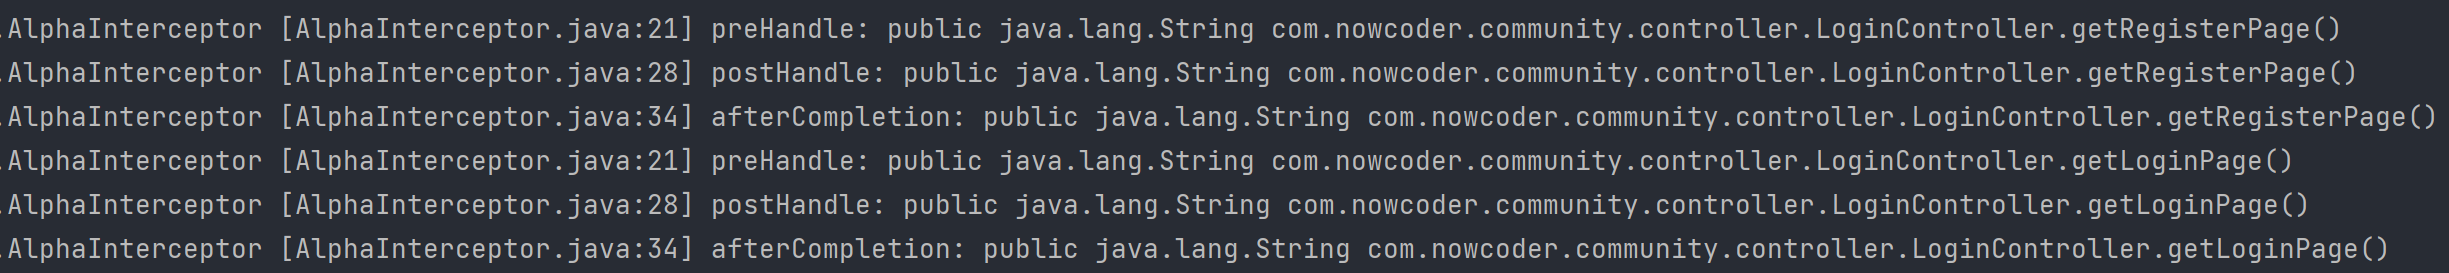 .AlphaInterceptor [AlphaInterceptor.java:21] preHandle: public java.lang.String com.nowcoder.community.controller.LoginController.getRegisterPage()
.AlphaInterceptor [AlphaInterceptor.java:28] postHandle: public java.lang.String com.nowcoder.community.controller.LoginController.getRegisterPage()
.AlphaInterceptor [AlphaInterceptor.java:34] afterCompletion: public java.lang.String com.nowcoder.community.controller.LoginController.getRegisterPage()
.AlphaInterceptor [AlphaInterceptor.java:21] preHandle: public java.lang.String com.nowcoder.community.controller.LoginController.getLoginPage()
.AlphaInterceptor [AlphaInterceptor.java:28] postHandle: public java.lang.String com.nowcoder.community.controller.LoginController.getLoginPage()
.AlphaInterceptor [AlphaInterceptor.java:34] afterCompletion: public java.lang.String com.nowcoder.community.controller.LoginController.getLoginPage()